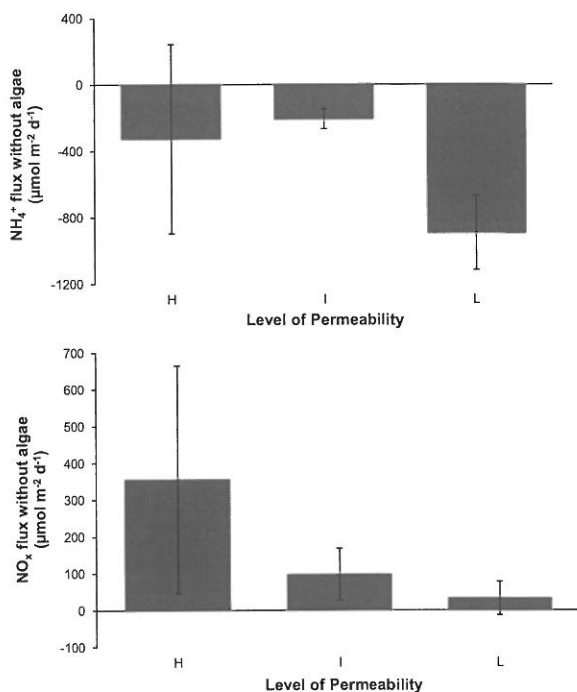 NH₄⁺ flux without algae
(µmol m⁻² d⁻¹)
400
0
-400
-800
-1200
H I L
Level of Permeability
NOₓ flux without algae
(µmol m⁻² d⁻¹)
700
600
500
400
300
200
100
0
-100
H I L
Level of Permeability